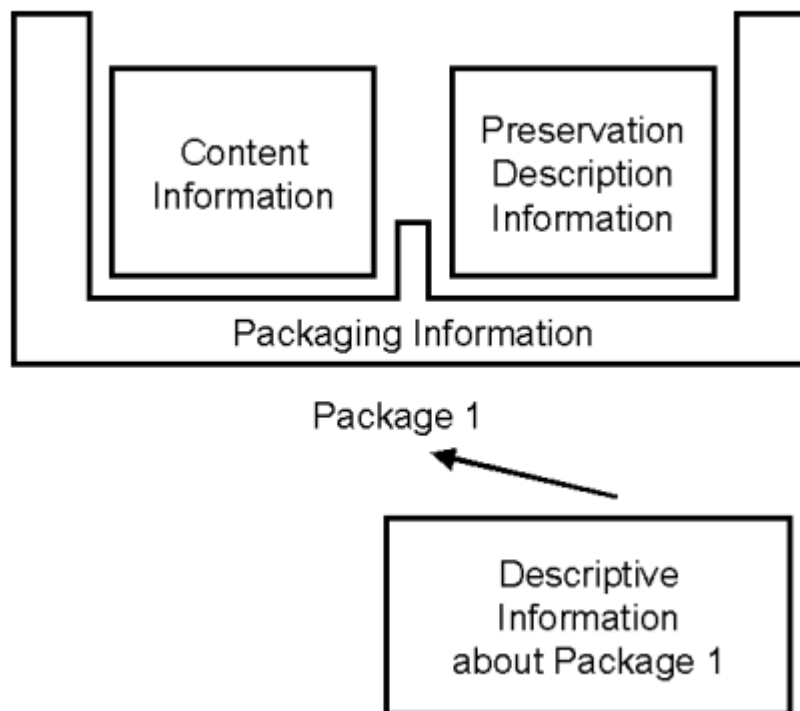 Content
Information
Preservation
Description
Information
Packaging Information
Package 1
Descriptive
Information
about Package 1